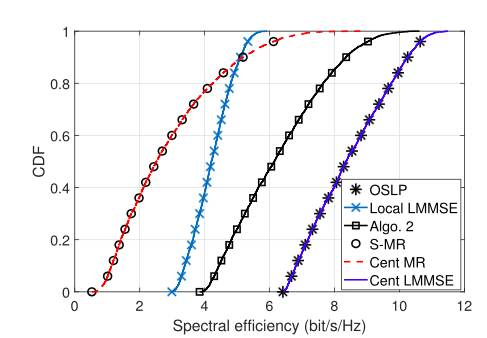 1
0.8
0.6
0.4
0.2
0
CDF
0 2 4 6 8 10 12
Spectral efficiency (bit/s/Hz)
OSLP
Local LMMSE
Algo. 2
S-MR
Cent MR
Cent LMMSE